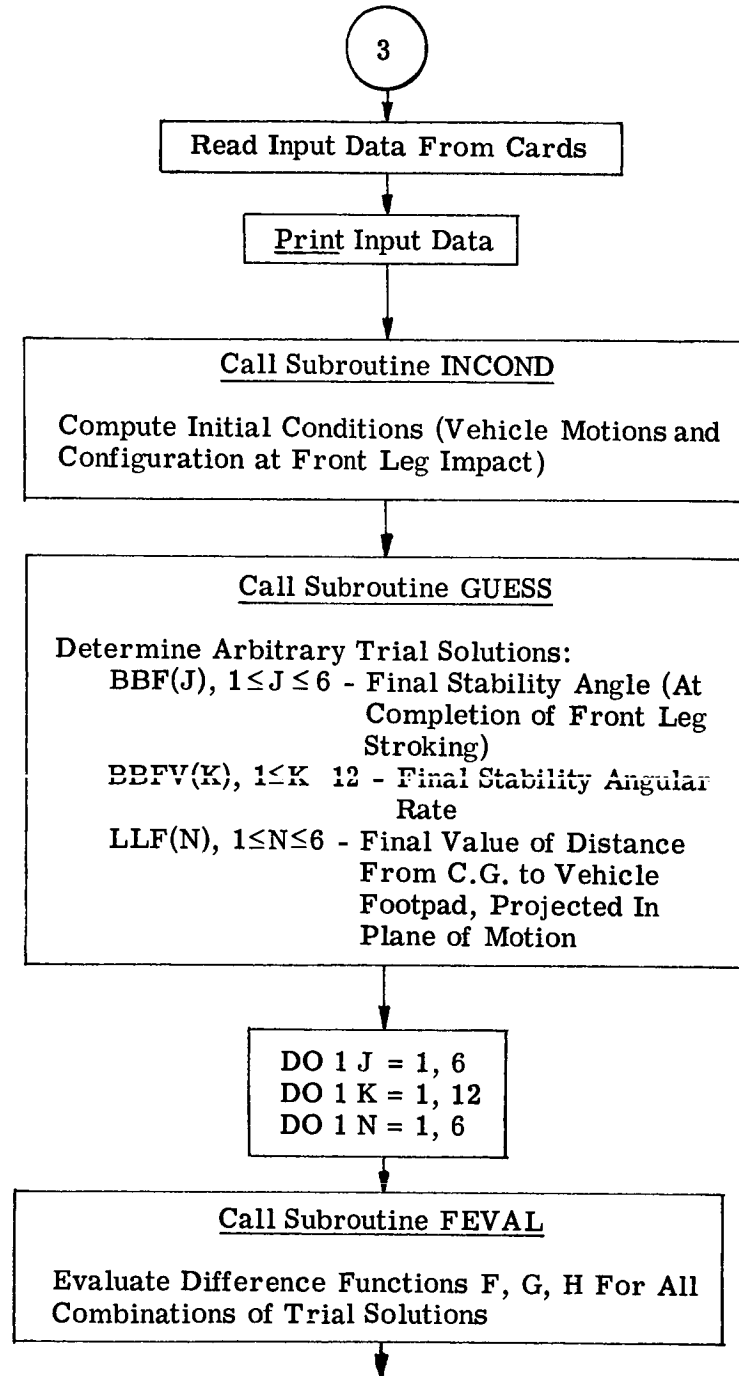 3
Read Input Data From Cards
Print Input Data
Call Subroutine INCOND
Compute Initial Conditions (Vehicle Motions and
Configuration at Front Leg Impact)
Call Subroutine GUESS
Determine Arbitrary Trial Solutions:
BBF(J), 1≤J≤6 - Final Stability Angle (At
Completion of Front Leg
Stroking)
BBFV(K), 1≤K 12 - Final Stability Angular
Rate
LLF(N), 1≤N≤6 - Final Value of Distance
From C.G. to Vehicle
Footpad, Projected In
Plane of Motion
DO 1 J = 1, 6
DO 1 K = 1, 12
DO 1 N = 1, 6
Call Subroutine FEVAL
Evaluate Difference Functions F, G, H For All
Combinations of Trial Solutions